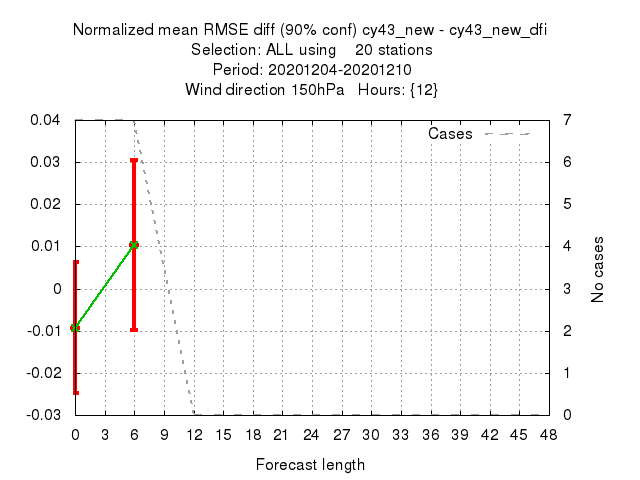 Normalized mean RMSE diff (90% conf) cy43_new - cy43_new_dfi
Selection: ALL using    20 stations
Period: 20201204-20201210
Wind direction 150hPa   Hours: {12}
Cases
0.04
0.03
0.02
0.01
0
-0.01
-0.02
-0.03
7
6
5
4
3
2
1
0
No cases
0 3 6 9 12 15 18 21 24 27 30 33 36 39 42 45 48
Forecast length